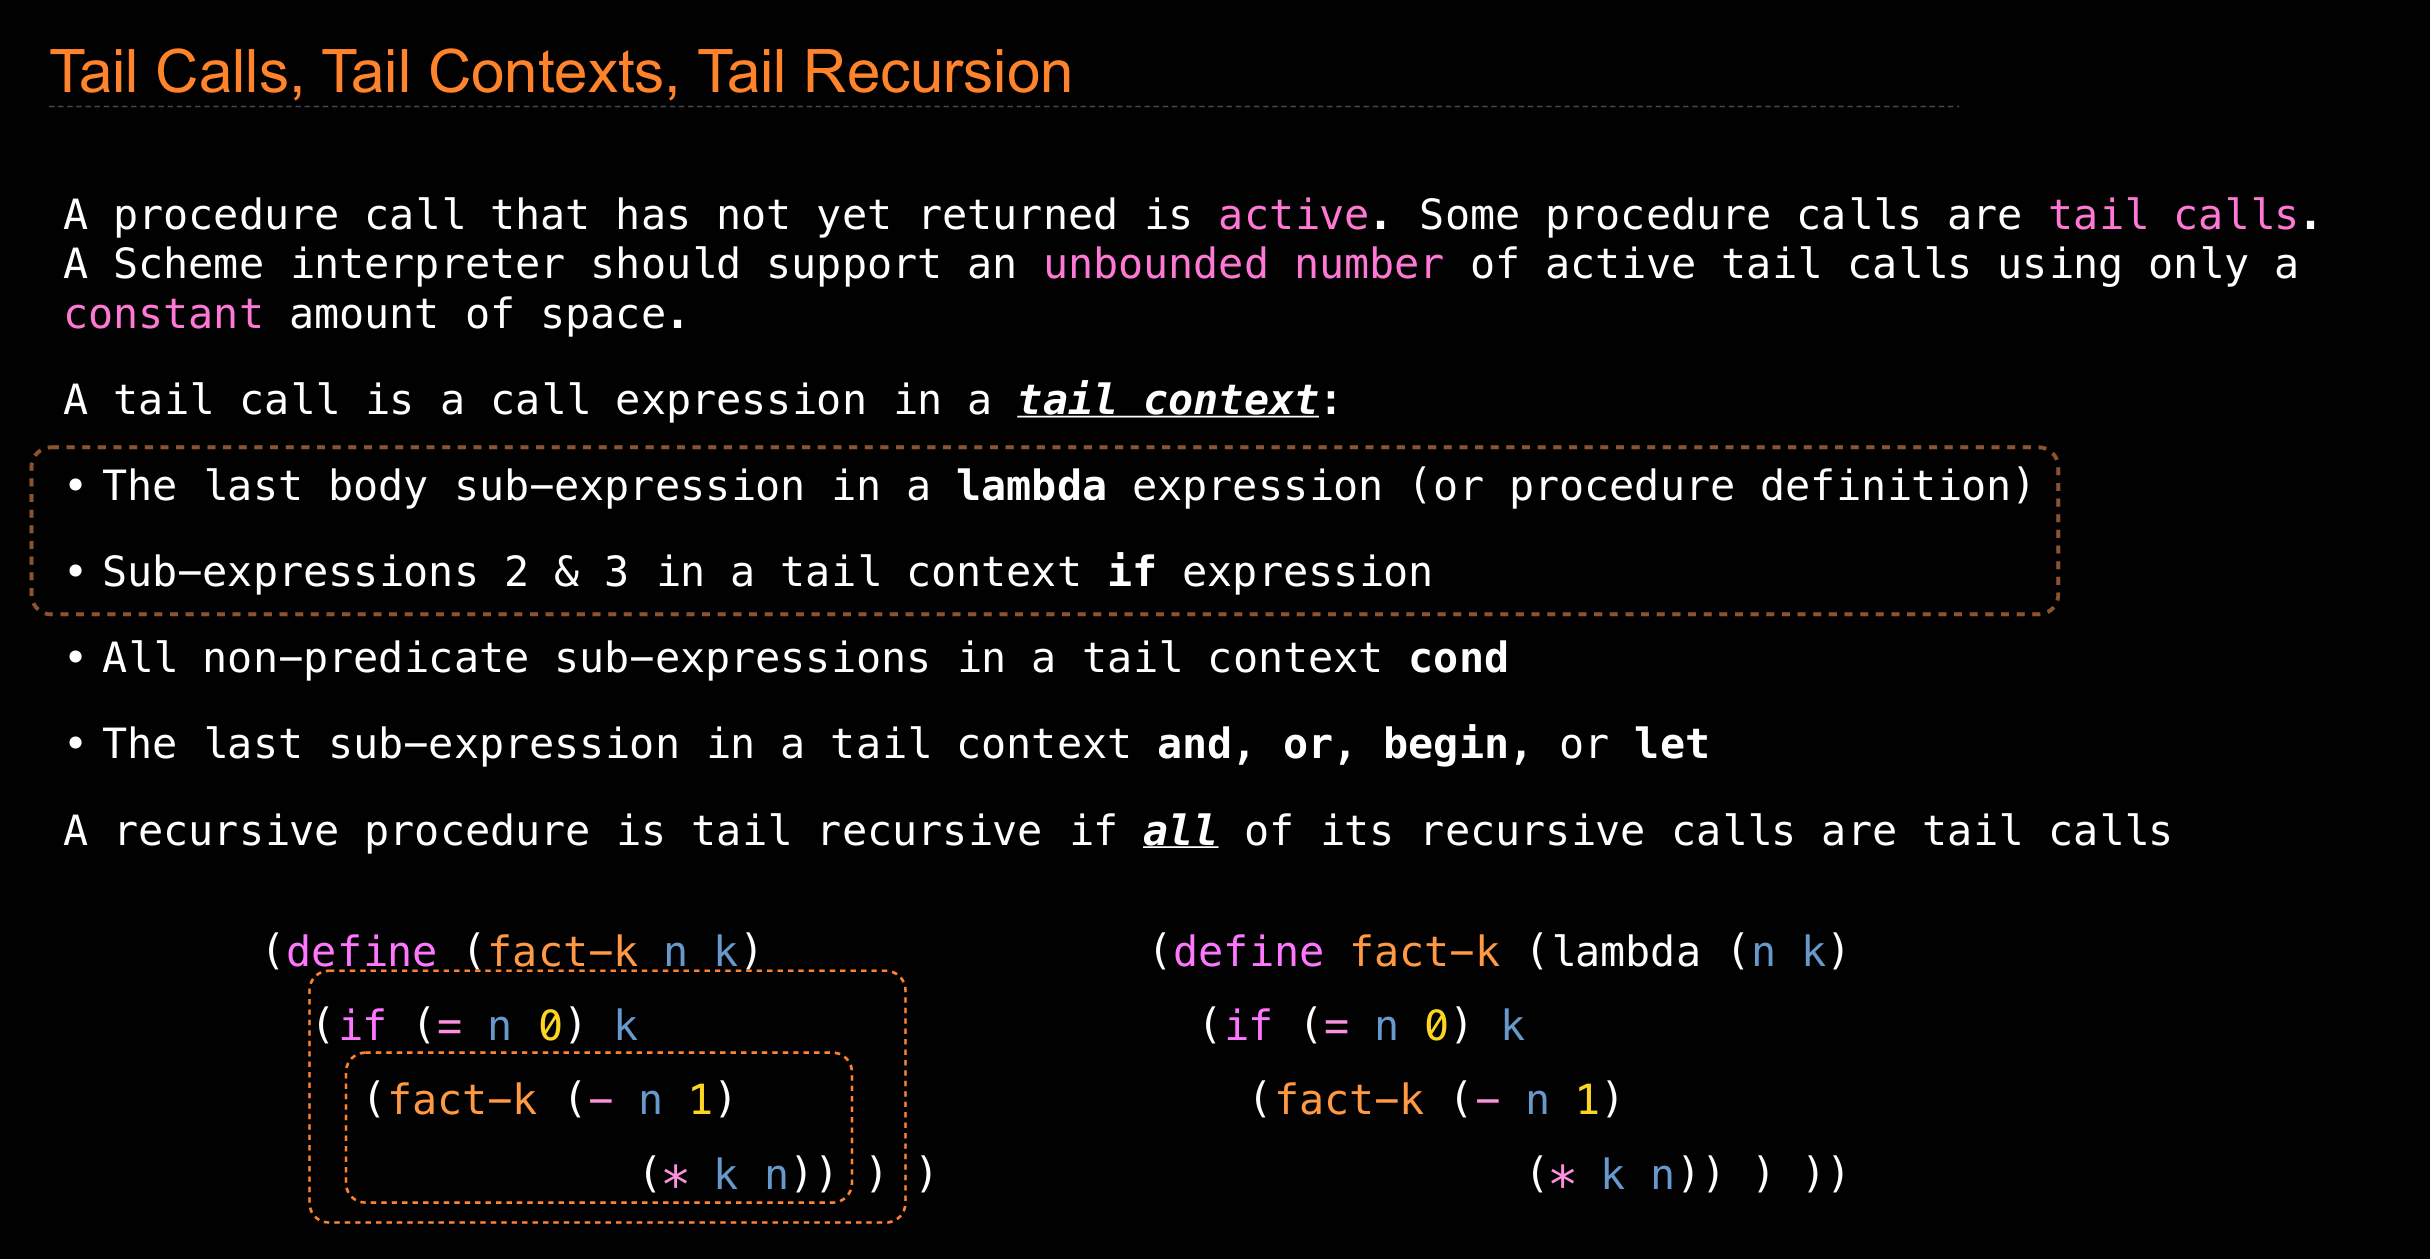 Tail Calls, Tail Contexts, Tail Recursion
A procedure call that has not yet returned is active. Some procedure calls are tail calls.
A Scheme interpreter should support an unbounded number of active tail calls using only a
constant amount of space.
A tail call is a call expression in a tail context:
• The last body sub-expression in a lambda expression (or procedure definition)
• Sub-expressions 2 & 3 in a tail context if expression
• All non-predicate sub-expressions in a tail context cond
• The last sub-expression in a tail context and, or, begin, or let
A recursive procedure is tail recursive if all of its recursive calls are tail calls
(define (fact-k n k)
(if (= n 0) k
(fact-k (- n 1)
(* k n)) ) )
(define fact-k (lambda (n k)
(if (= n 0) k
(fact-k (- n 1)
(* k n)) ) ))